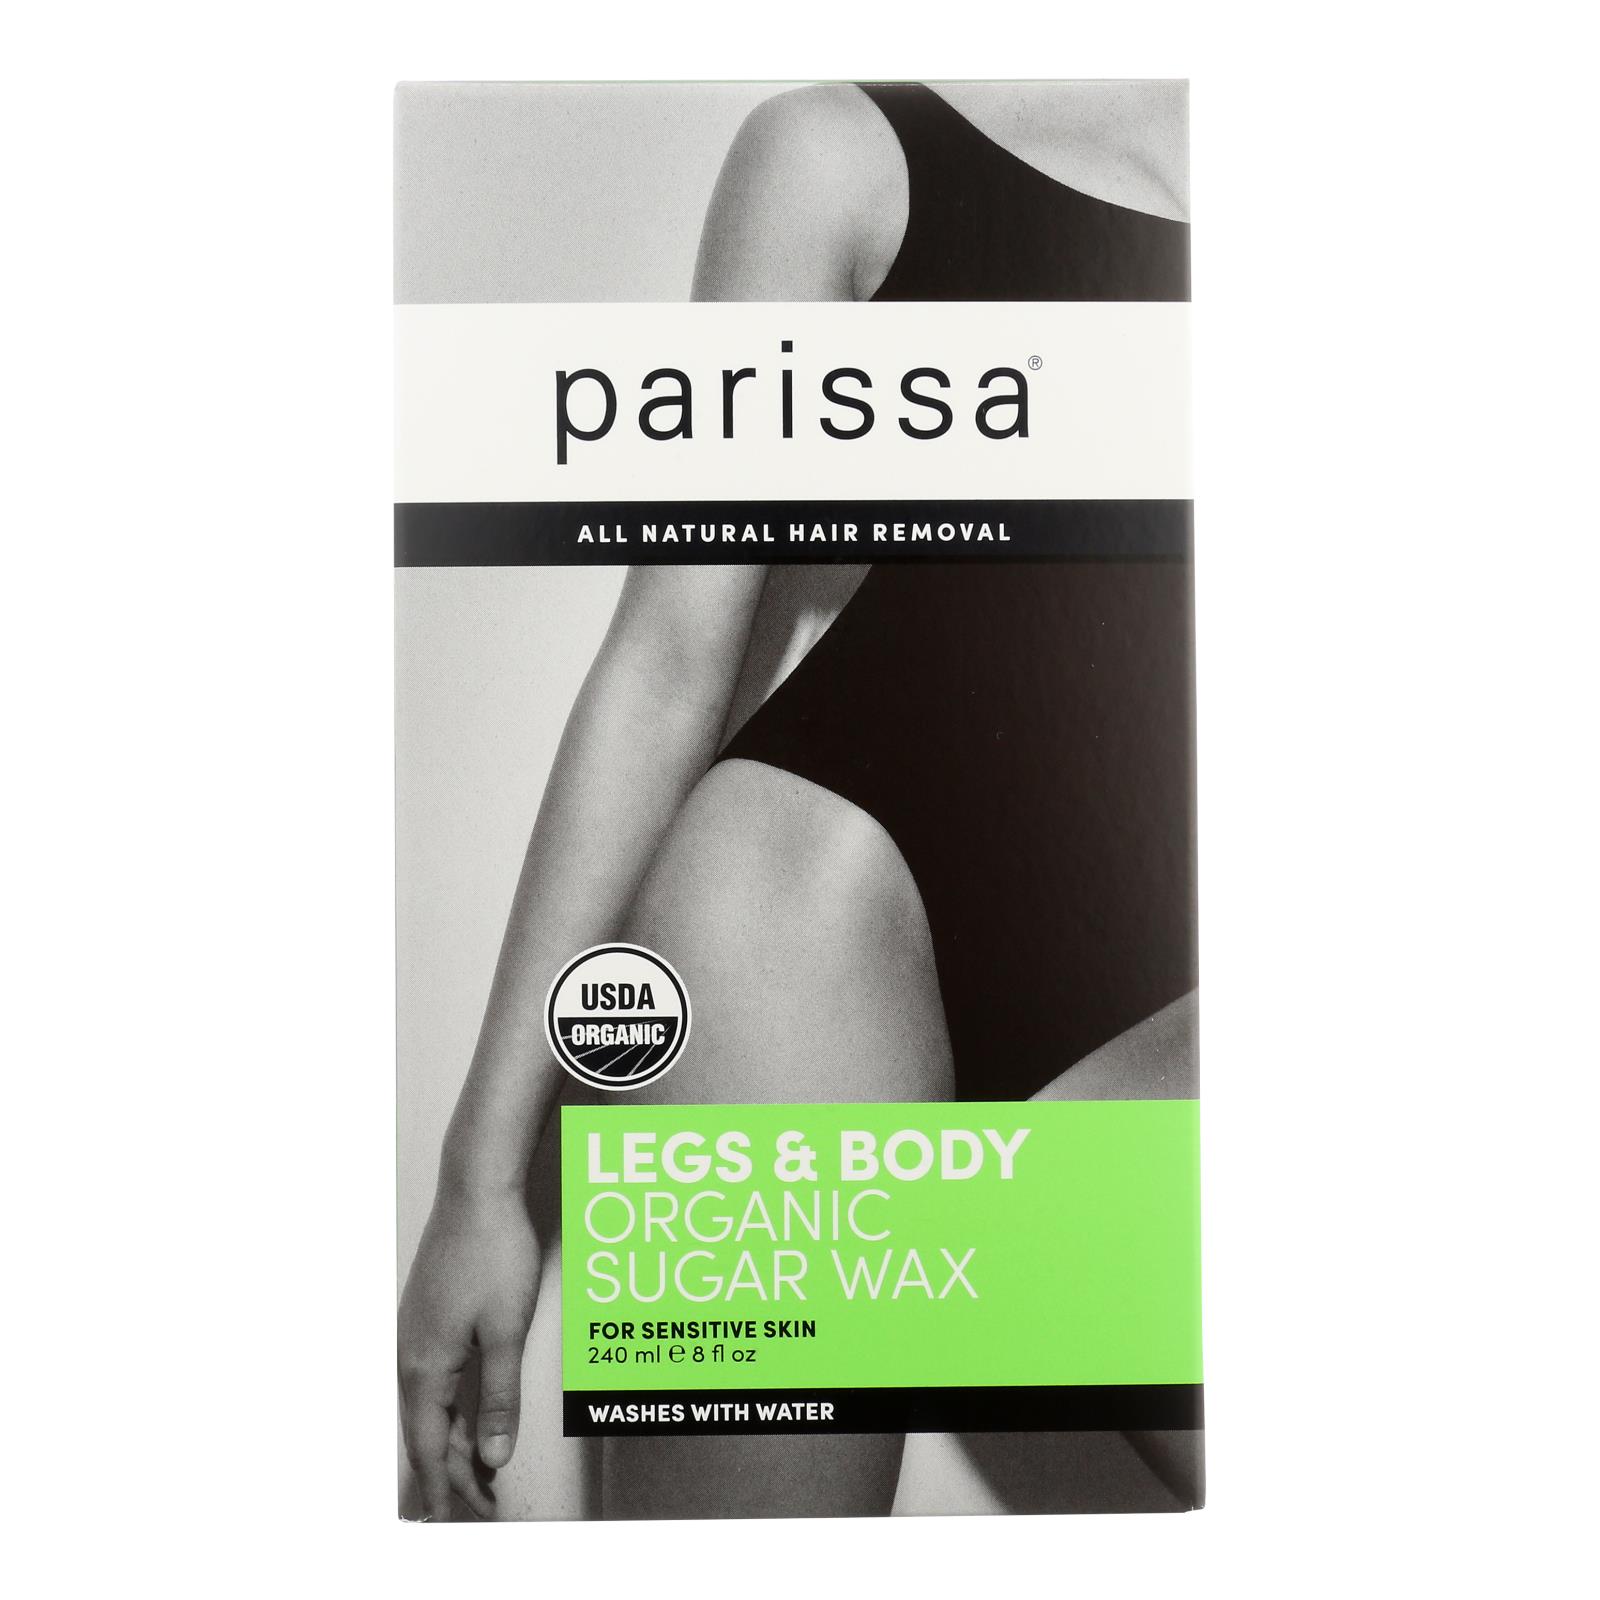 parissa®
ALL NATURAL HAIR REMOVAL
USDA
ORGANIC
LEGS & BODY
ORGANIC
SUGAR WAX
FOR SENSITIVE SKIN
240 ml ℮ 8 fl oz
WASHES WITH WATER